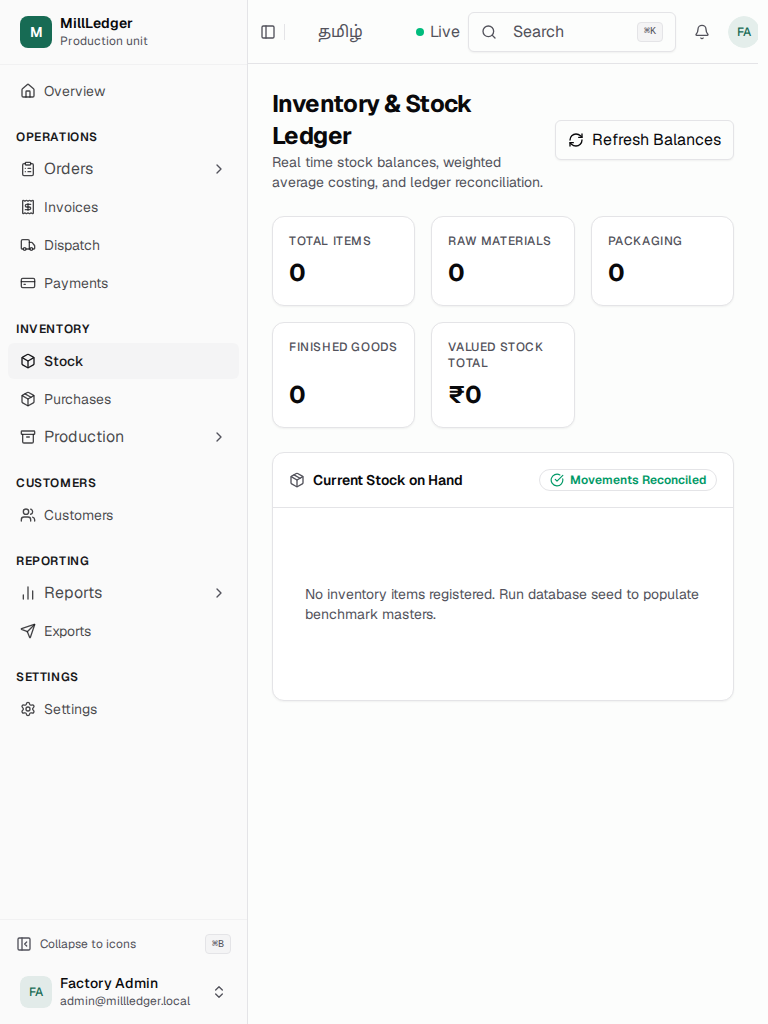 M
MillLedger
Production unit
Overview
OPERATIONS
Orders
Invoices
Dispatch
Payments
INVENTORY
Stock
Purchases
Production
CUSTOMERS
Customers
REPORTING
Reports
Exports
SETTINGS
Settings
Collapse to icons ⌘B
FA
Factory Admin
admin@millledger.local
தமிழ் Live Search ⌘K FA
Inventory & Stock
Ledger
Real time stock balances, weighted
average costing, and ledger reconciliation.
Refresh Balances
TOTAL ITEMS
0
RAW MATERIALS
0
PACKAGING
0
FINISHED GOODS
0
VALUED STOCK
TOTAL
₹0
Current Stock on Hand
Movements Reconciled
No inventory items registered. Run database seed to populate
benchmark masters.